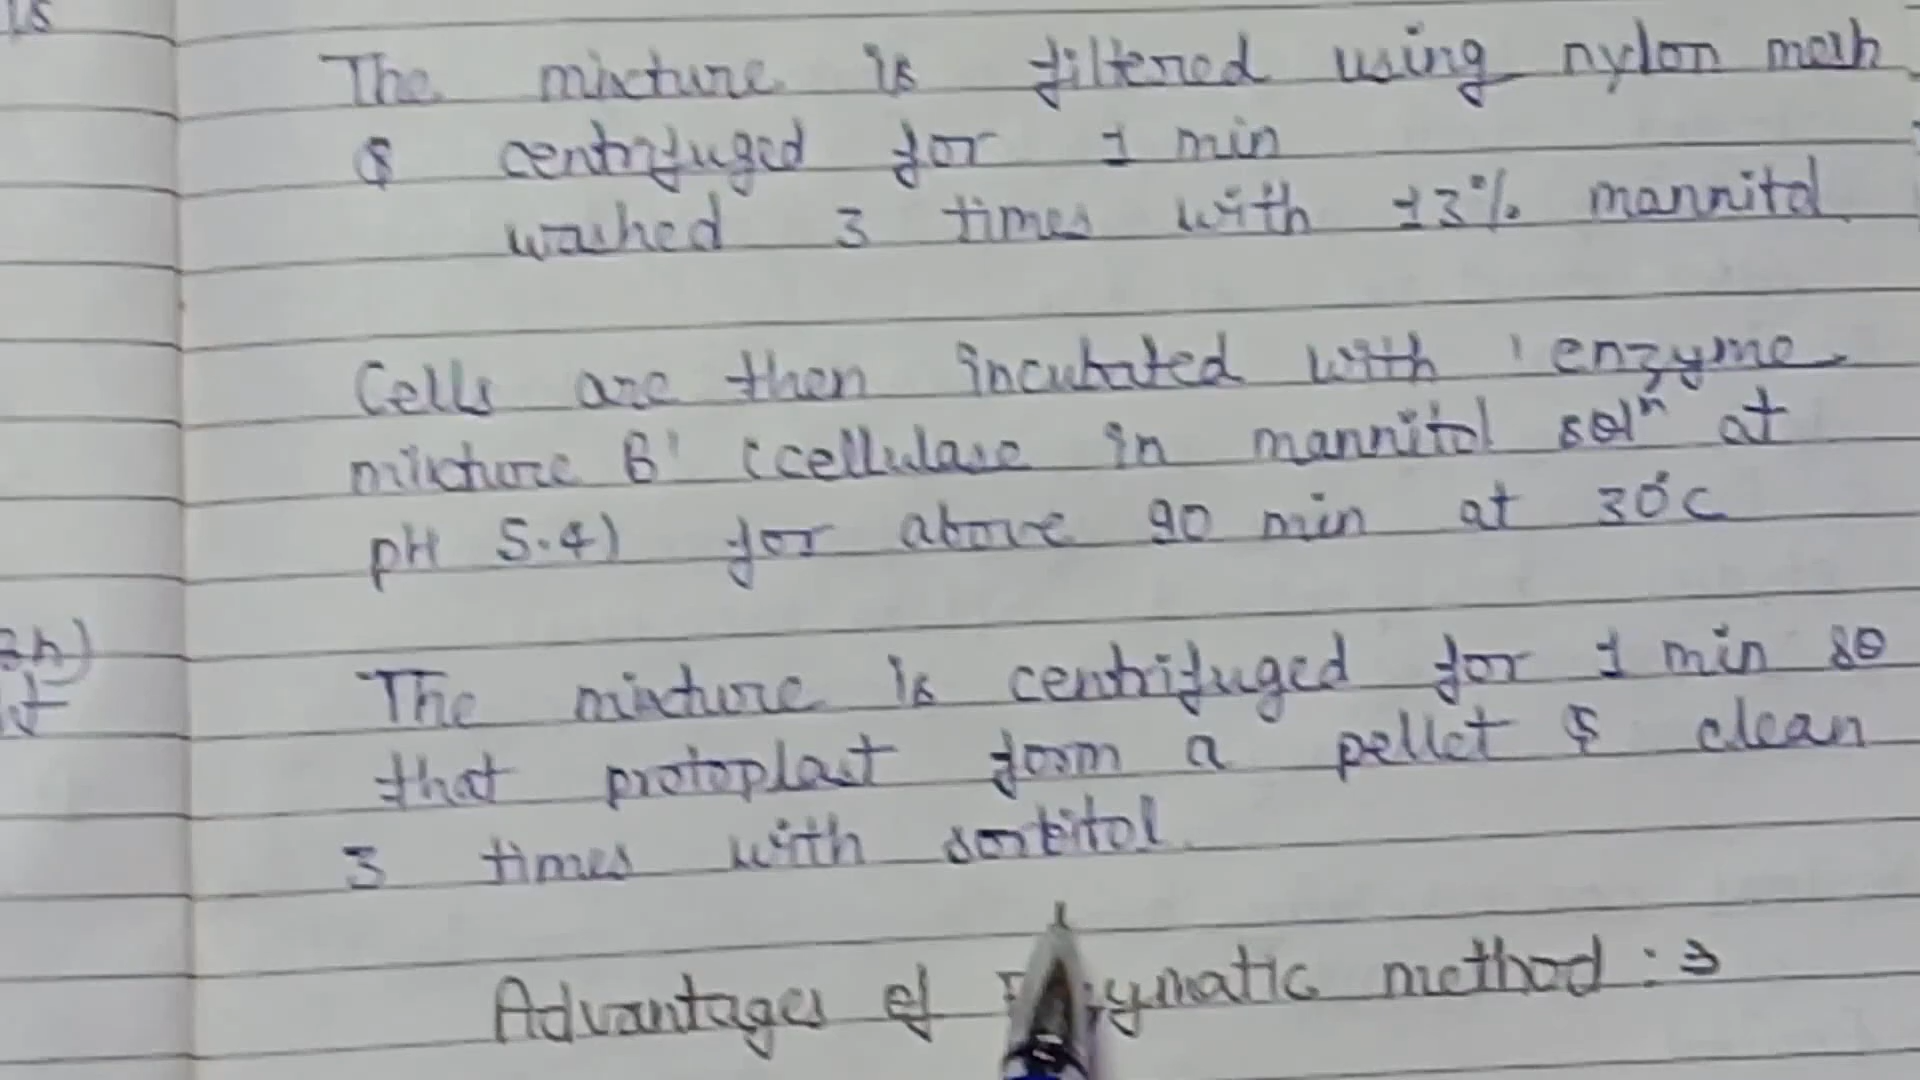 The mixture is filtered using nylon mesh
& centrifuged for 1 min
washed 3 times with 13% mannitol
Cells are then incubated with 'enzyme
mixture B' (cellulase in mannitol solⁿ at
pH 5.4) for above 90 min at 30°C
The mixture is centrifuged for 1 min so
that protoplast form a pellet & clean
3 times with sorbitol
Advantages of method :→